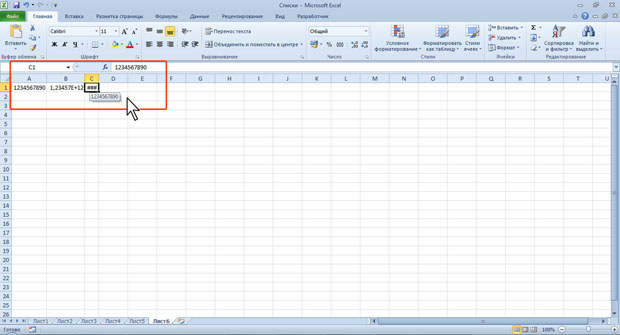 Списки - Microsoft Excel
Файл Главная Вставка Разметка страницы Формулы Данные Рецензирование Вид Разработчик
Вставить
Calibri 11
Ж К Ч
Перенос текста
Объединить и поместить в центре
Общий
% 000
Условное форматирование
Форматировать как таблицу
Стили ячеек
Вставить
Удалить
Формат
Сортировка и фильтр
Найти и выделить
Буфер обмена Шрифт Выравнивание Число Стили Ячейки Редактирование
C1 fx 1234567890
A B C D E F G H I J K L M N O P Q R S T U
1 1234567890 1,23457E+12 ###
1234567890
2
3
4
5
6
7
8
9
10
11
12
13
14
15
16
17
18
19
20
21
22
23
24
25
26
Лист1 Лист2 Лист3 Лист4 Лист5 Лист6
Готово 100%